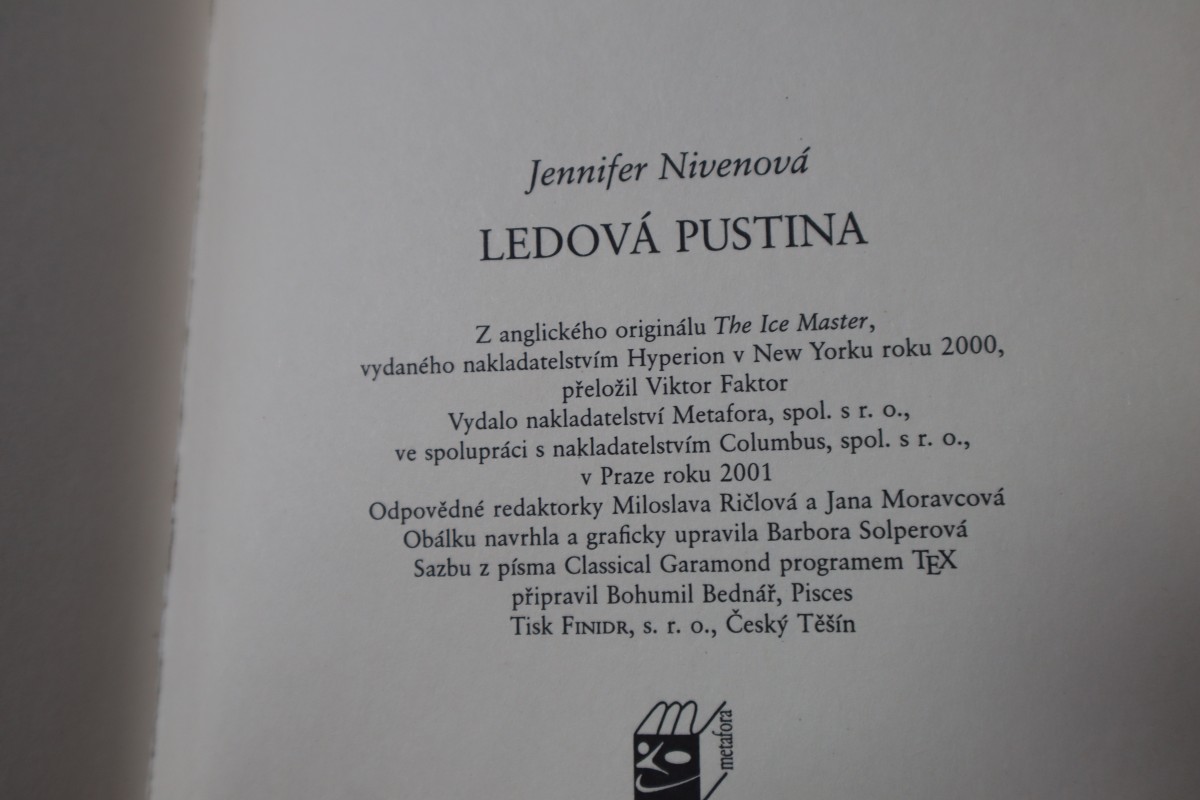 Jennifer Nivenová
LEDOVÁ PUSTINA
Z anglického originálu The Ice Master,
vydaného nakladatelstvím Hyperion v New Yorku roku 2000,
přeložil Viktor Faktor
Vydalo nakladatelství Metafora, spol. s r. o.,
ve spolupráci s nakladatelstvím Columbus, spol. s r. o.,
v Praze roku 2001
Odpovědné redaktorky Miloslava Ričlová a Jana Moravcová
Obálku navrhla a graficky upravila Barbora Solperová
Sazbu z písma Classical Garamond programem TEX
připravil Bohumil Bednář, Pisces
Tisk FINIDR, s. r. o., Český Těšín
m
metafora